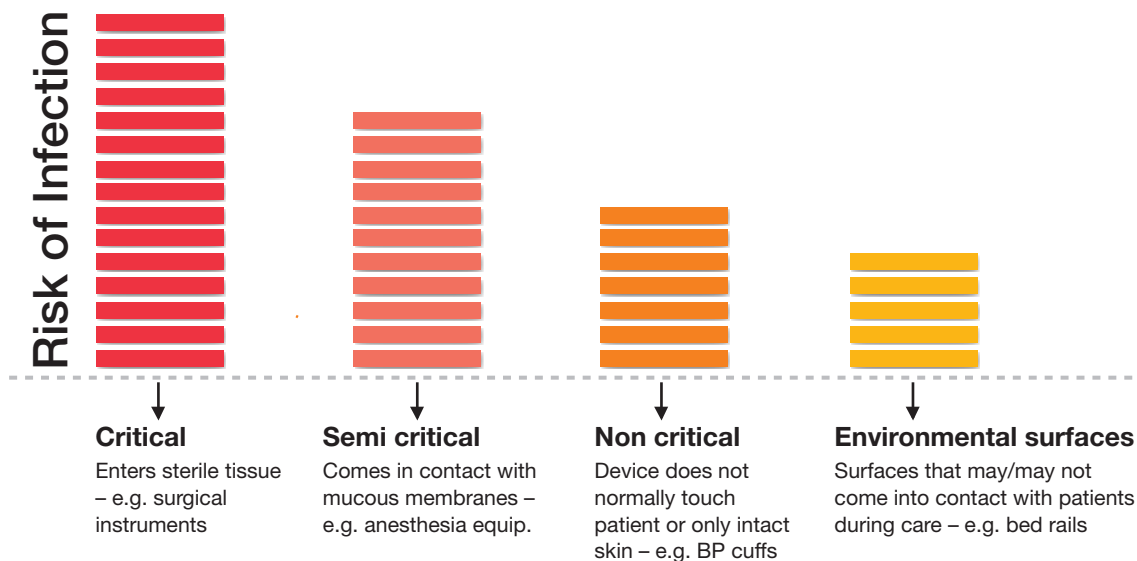 Risk of Infection
Critical
Enters sterile tissue
– e.g. surgical
instruments
Semi critical
Comes in contact with
mucous membranes –
e.g. anesthesia equip.
Non critical
Device does not
normally touch
patient or only intact
skin – e.g. BP cuffs
Environmental surfaces
Surfaces that may/may not
come into contact with patients
during care – e.g. bed rails